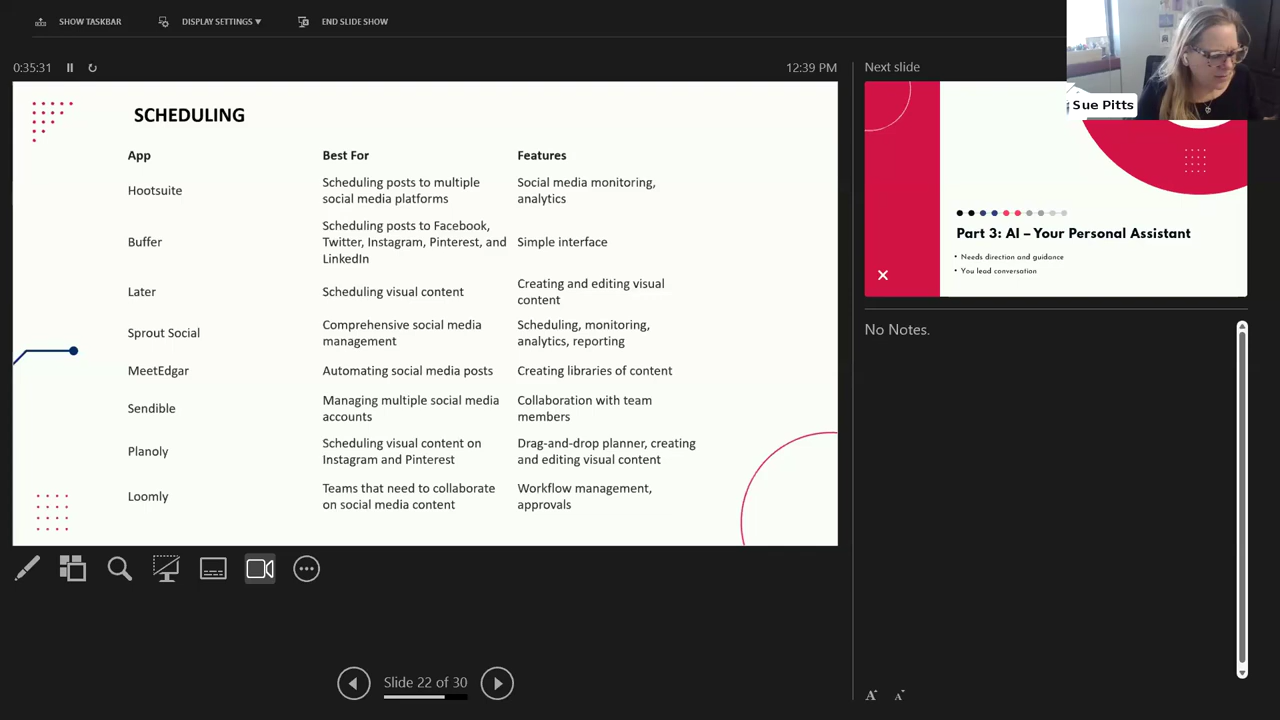 SHOW TASKBAR
DISPLAY SETTINGS
END SLIDE SHOW
0:35:31
12:39 PM
SCHEDULING
App Best For Features
Hootsuite
Scheduling posts to multiple
social media platforms
Social media monitoring,
analytics
Buffer
Scheduling posts to Facebook,
Twitter, Instagram, Pinterest, and
LinkedIn
Simple interface
Later
Scheduling visual content
Creating and editing visual
content
Sprout Social
Comprehensive social media
management
Scheduling, monitoring,
analytics, reporting
MeetEdgar
Automating social media posts
Creating libraries of content
Sendible
Managing multiple social media
accounts
Collaboration with team
members
Planoly
Scheduling visual content on
Instagram and Pinterest
Drag-and-drop planner, creating
and editing visual content
Loomly
Teams that need to collaborate
on social media content
Workflow management,
approvals
Slide 22 of 30
Next slide
Sue Pitts
Part 3: AI – Your Personal Assistant
• Needs direction and guidance
• You lead conversation
No Notes.
A A